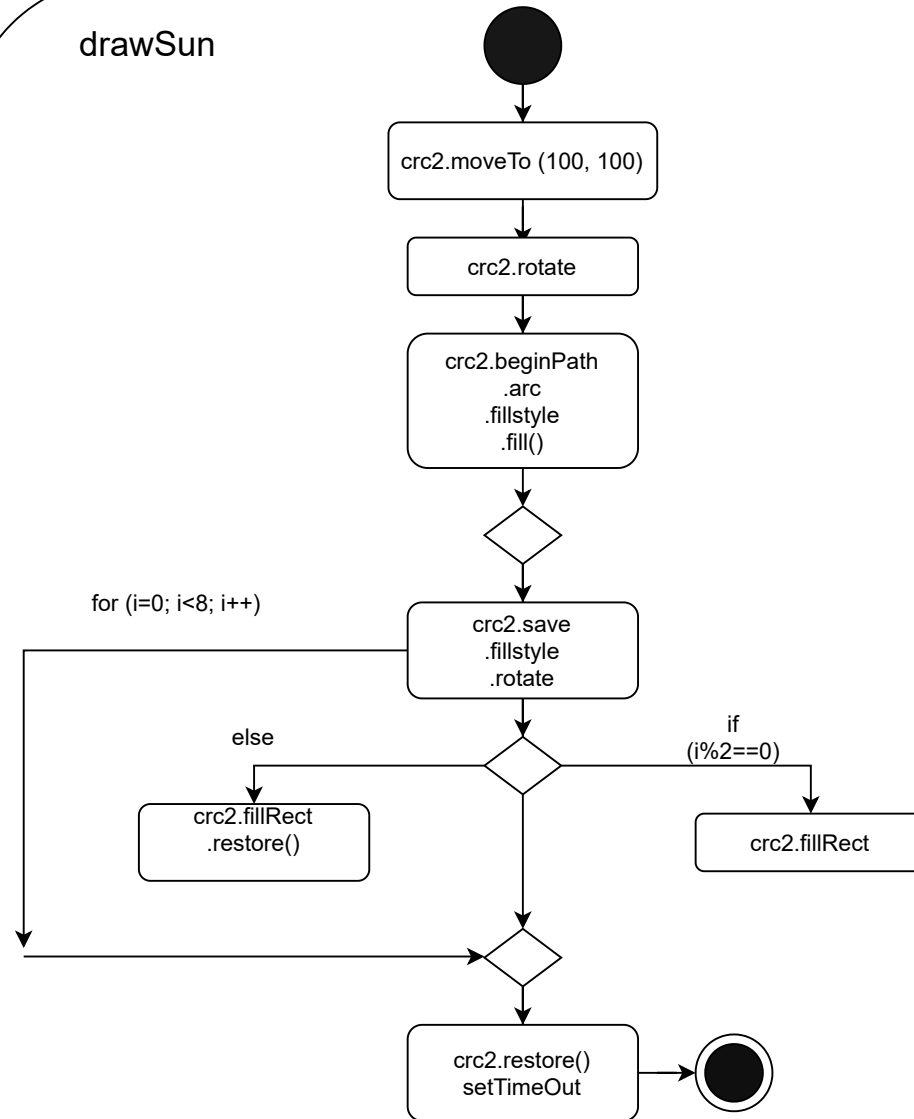 drawSun
crc2.moveTo (100, 100)
crc2.rotate
crc2.beginPath
.arc
.fillstyle
.fill()
for (i=0; i<8; i++)
crc2.save
.fillstyle
.rotate
else
if
(i%2==0)
crc2.fillRect
.restore()
crc2.fillRect
crc2.restore()
setTimeOut